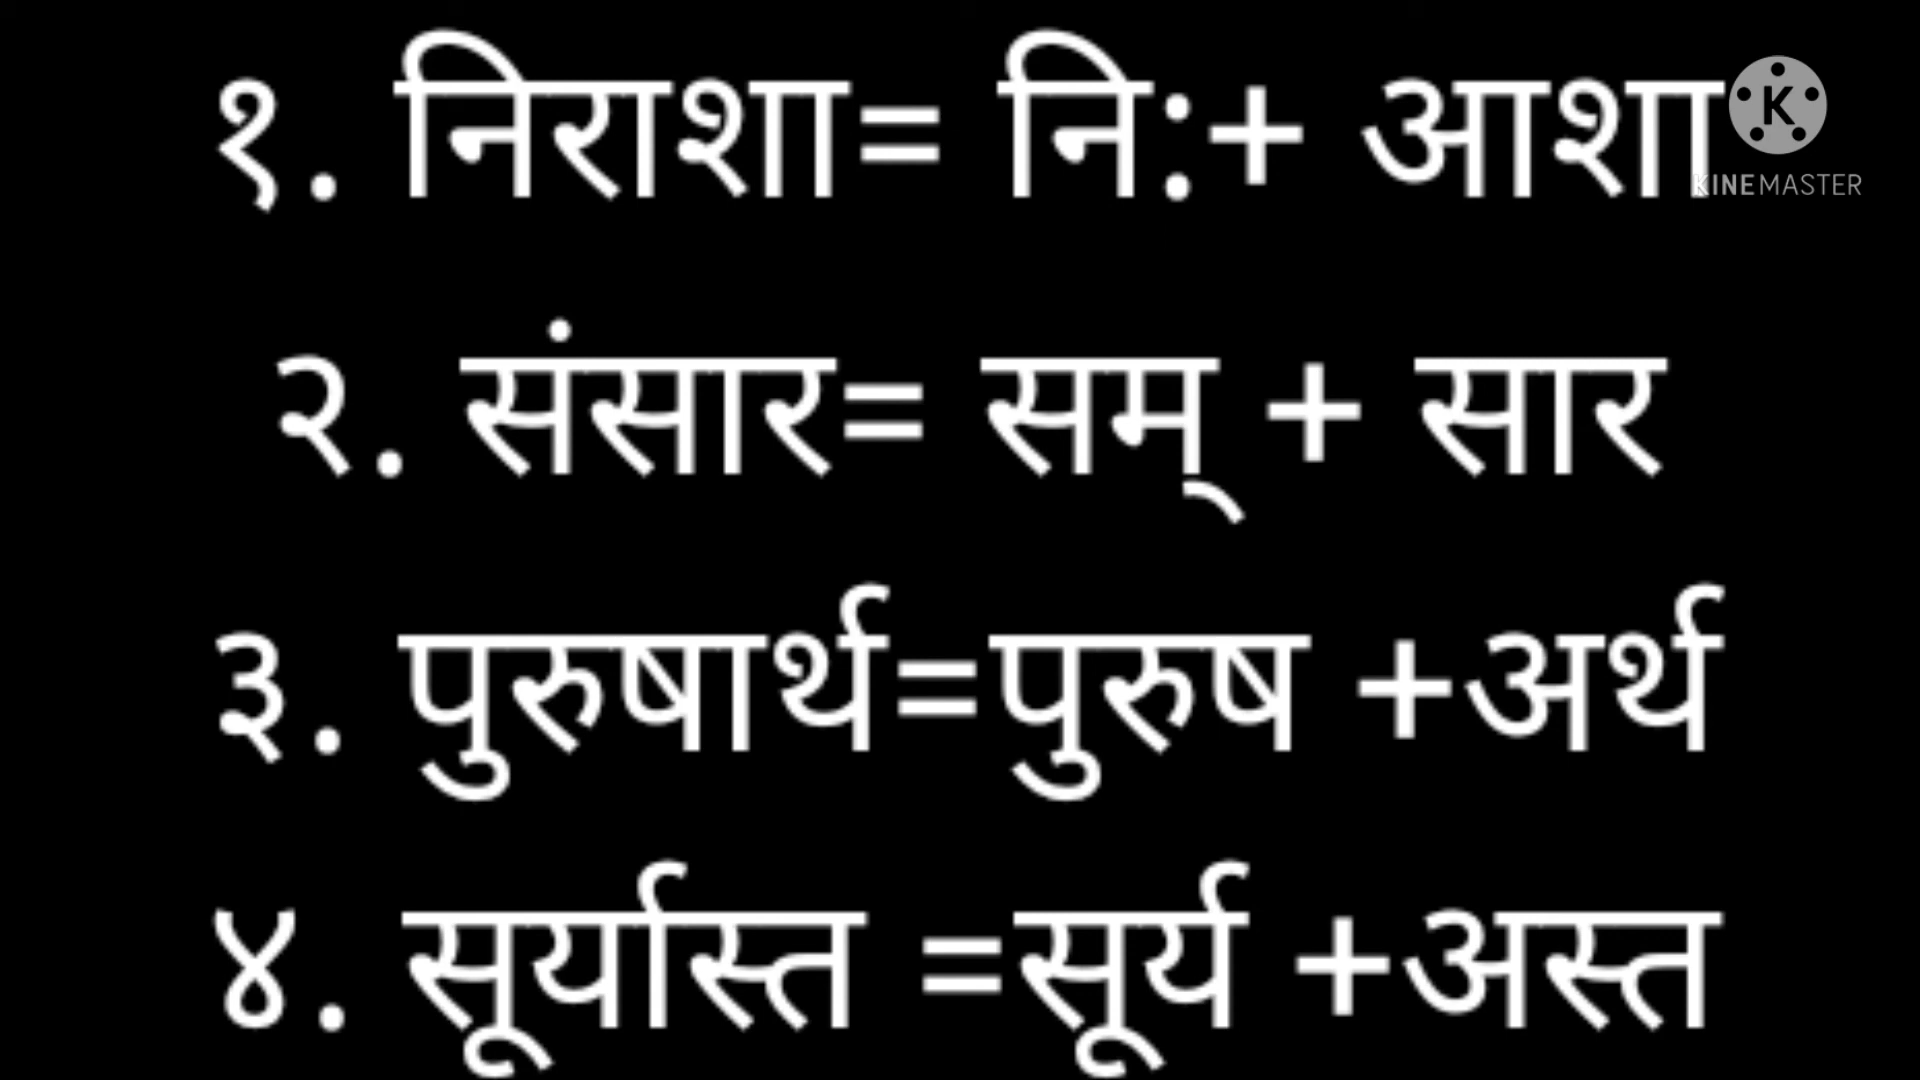 १. निराशा= नि:+ आशा
KINEMASTER
२. संसार= सम् + सार
३. पुरुषार्थ=पुरुष +अर्थ
४. सूर्यास्त =सूर्य +अस्त